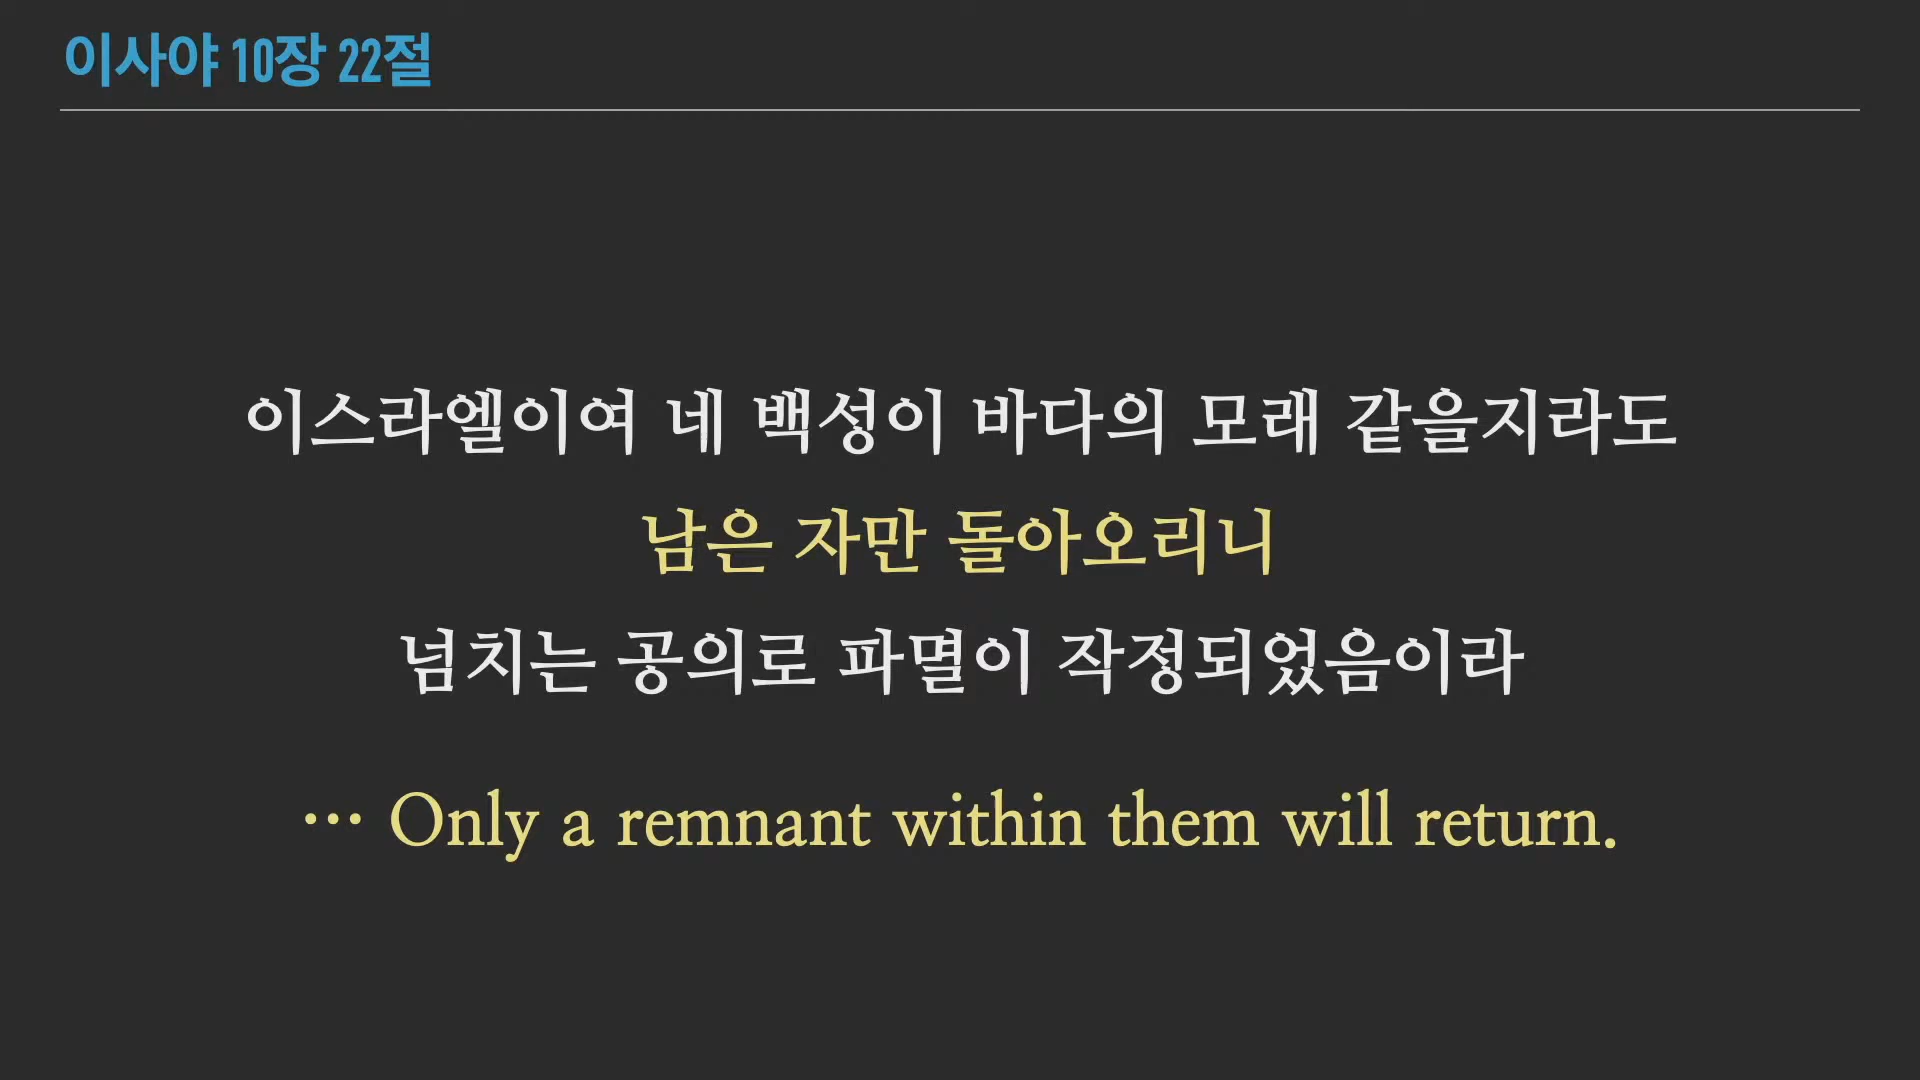 이사야 10장 22절
이스라엘이여 네 백성이 바다의 모래 같을지라도
남은 자만 돌아오리니
넘치는 공의로 파멸이 작정되었음이라
… Only a remnant within them will return.